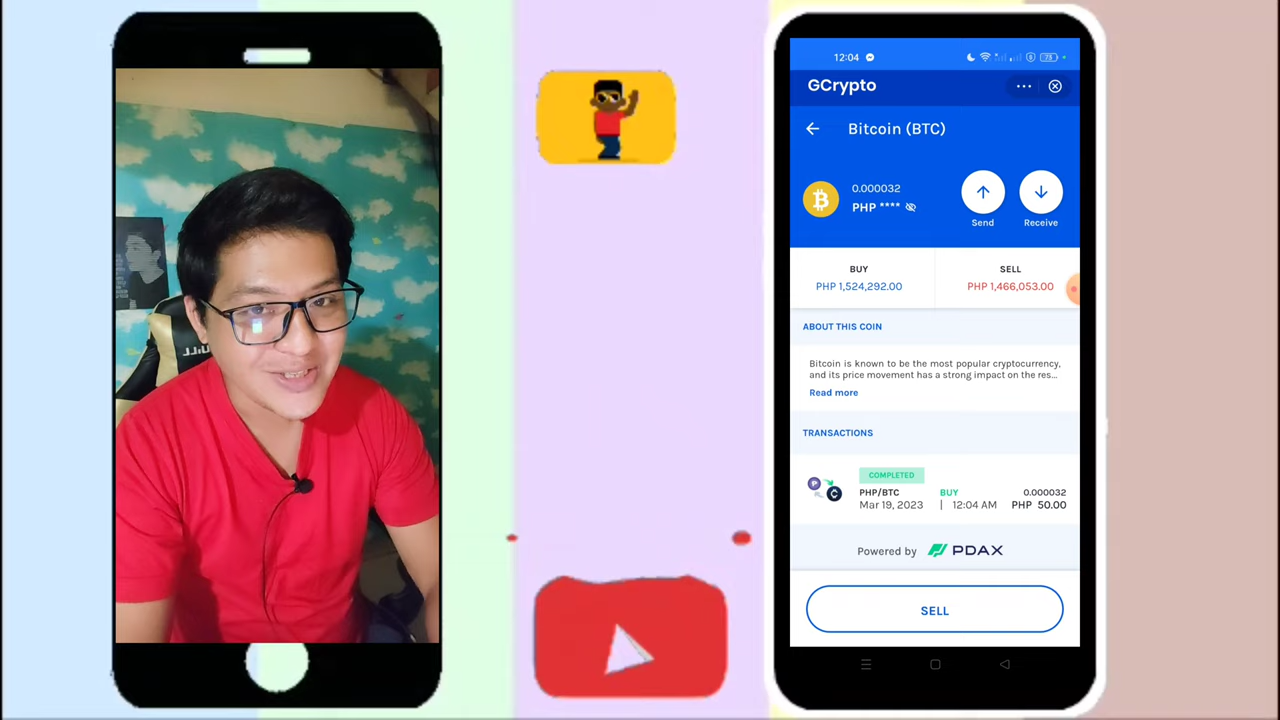 12:04
GCrypto
Bitcoin (BTC)
0.000032
PHP ****
Send
Receive
BUY
SELL
PHP 1,524,292.00
PHP 1,466,053.00
ABOUT THIS COIN
Bitcoin is known to be the most popular cryptocurrency,
and its price movement has a strong impact on the res...
Read more
TRANSACTIONS
COMPLETED
PHP/BTC BUY 0.000032
Mar 19, 2023 | 12:04 AM PHP 50.00
Powered by PDAX
SELL